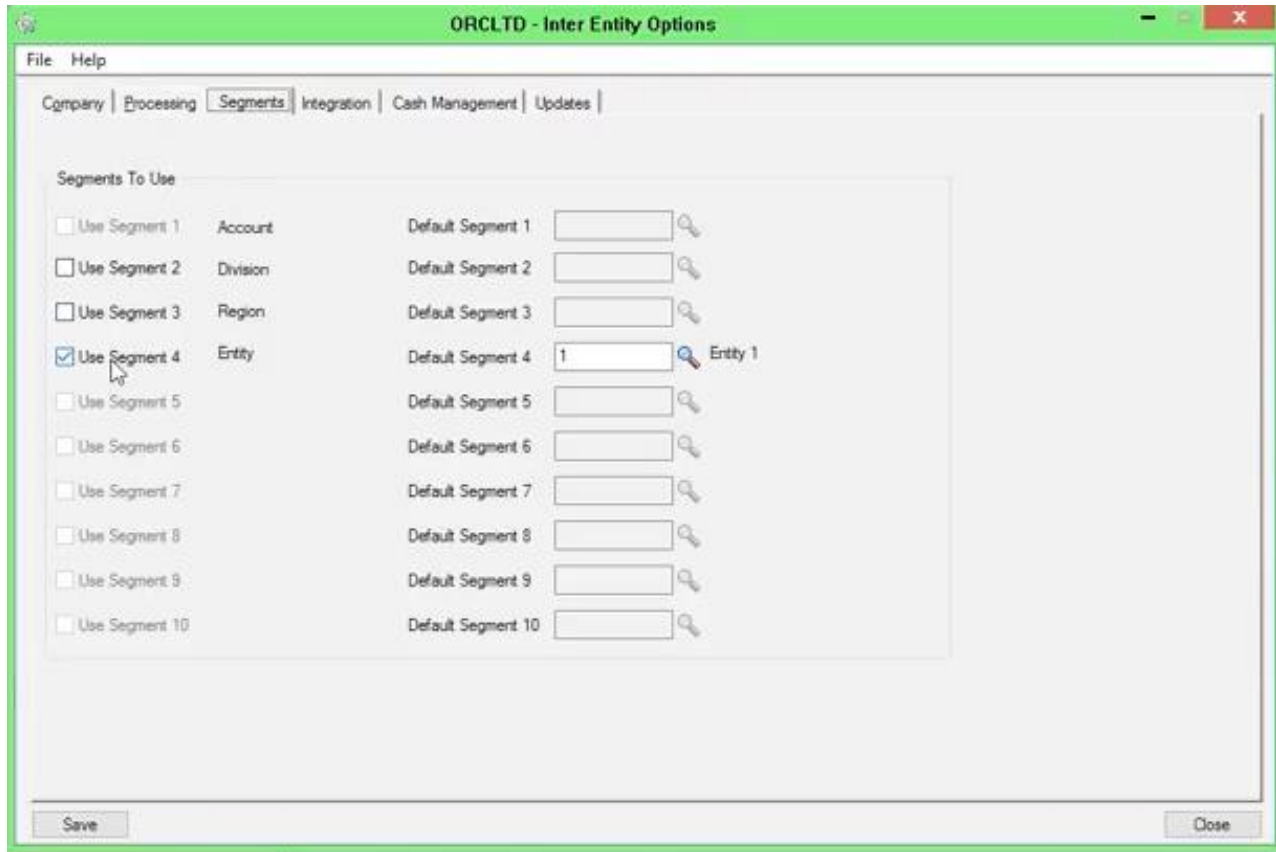 ORCLTD - Inter Entity Options
File Help
Company Processing Segments Integration Cash Management Updates
Segments To Use
Use Segment 1 Account Default Segment 1
Use Segment 2 Division Default Segment 2
Use Segment 3 Region Default Segment 3
Use Segment 4 Entity Default Segment 4 1 Entity 1
Use Segment 5 Default Segment 5
Use Segment 6 Default Segment 6
Use Segment 7 Default Segment 7
Use Segment 8 Default Segment 8
Use Segment 9 Default Segment 9
Use Segment 10 Default Segment 10
Save Close